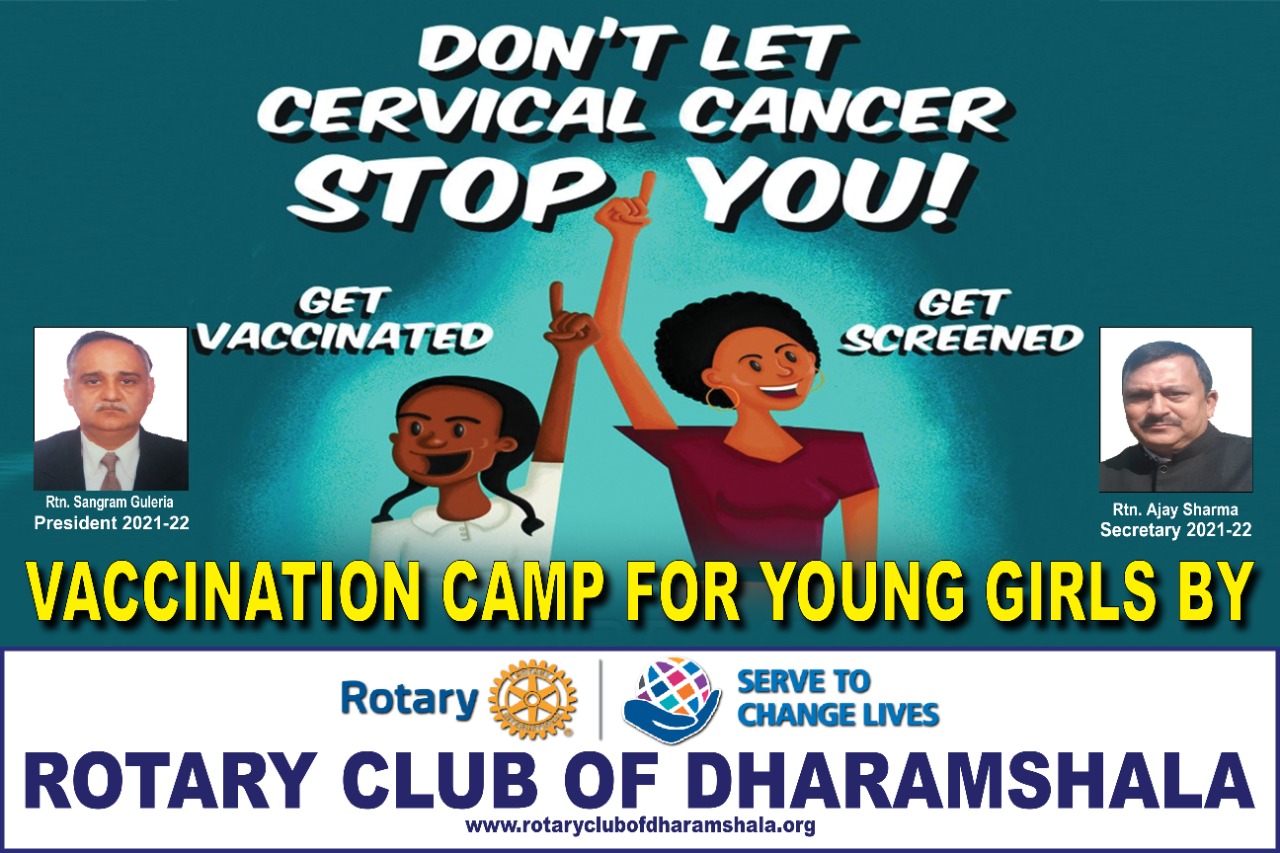 DON'T LET
CERVICAL CANCER
STOP YOU!
GET
VACCINATED
GET
SCREENED
Rtn. Sangram Guleria
President 2021-22
Rtn. Ajay Sharma
Secretary 2021-22
VACCINATION CAMP FOR YOUNG GIRLS BY
Rotary
SERVE TO
CHANGE LIVES
ROTARY CLUB OF DHARAMSHALA
www.rotaryclubofdharamshala.org